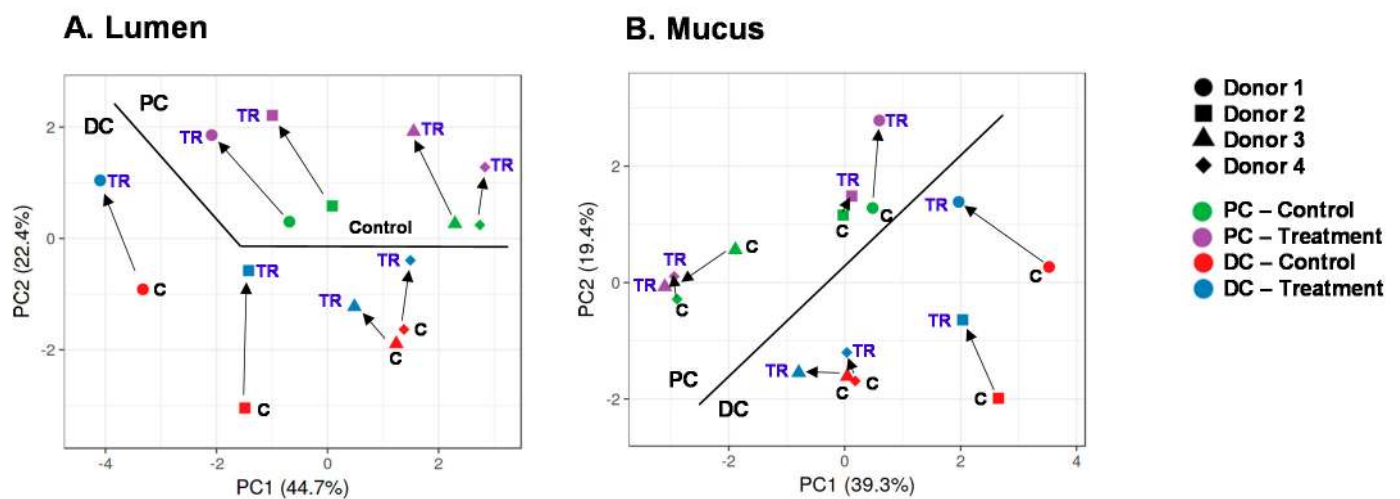 A. Lumen
PC
DC
TR
TR
TR
TR
TR
Control
C
TR
TR
TR
C
C
C
2
0
-2
-4
-2
0
2
PC2 (22.4%)
PC1 (44.7%)
B. Mucus
TR
TR
TR
C
C
C
TR
TR
C
C
TR
TR
TR
C
C
C
PC
DC
2
0
-2
-2
0
2
4
PC2 (19.4%)
PC1 (39.3%)
Donor 1
Donor 2
Donor 3
Donor 4
PC – Control
PC – Treatment
DC – Control
DC – Treatment